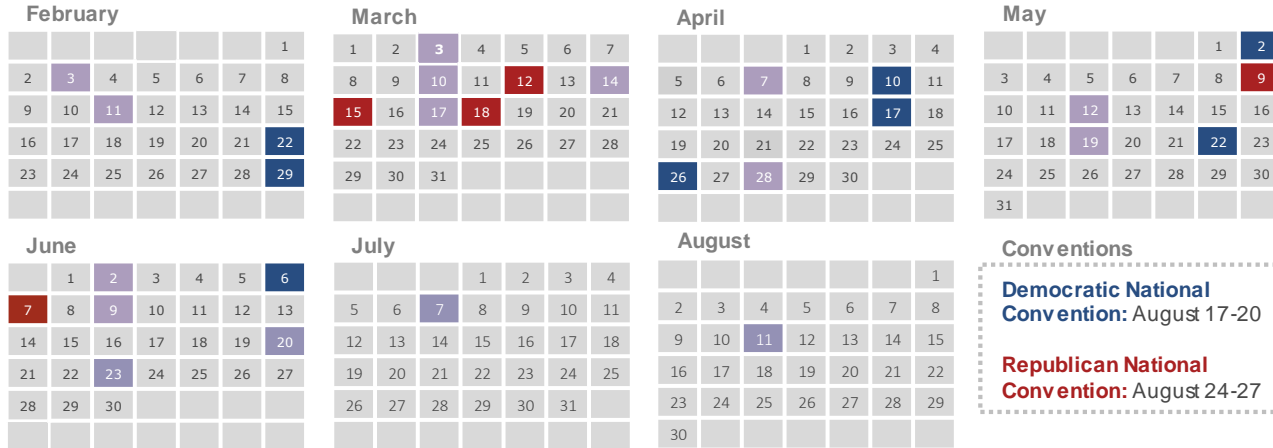 February
1
2 3 4 5 6 7 8
9 10 11 12 13 14 15
16 17 18 19 20 21 22
23 24 25 26 27 28 29
March
1 2 3 4 5 6 7
8 9 10 11 12 13 14
15 16 17 18 19 20 21
22 23 24 25 26 27 28
29 30 31
April
1 2 3 4
5 6 7 8 9 10 11
12 13 14 15 16 17 18
19 20 21 22 23 24 25
26 27 28 29 30
May
1 2
3 4 5 6 7 8 9
10 11 12 13 14 15 16
17 18 19 20 21 22 23
24 25 26 27 28 29 30
31
June
1 2 3 4 5 6
7 8 9 10 11 12 13
14 15 16 17 18 19 20
21 22 23 24 25 26 27
28 29 30
July
1 2 3 4
5 6 7 8 9 10 11
12 13 14 15 16 17 18
19 20 21 22 23 24 25
26 27 28 29 30 31
August
1
2 3 4 5 6 7 8
9 10 11 12 13 14 15
16 17 18 19 20 21 22
23 24 25 26 27 28 29
30
Conventions
Democratic National
Convention: August 17-20
Republican National
Convention: August 24-27